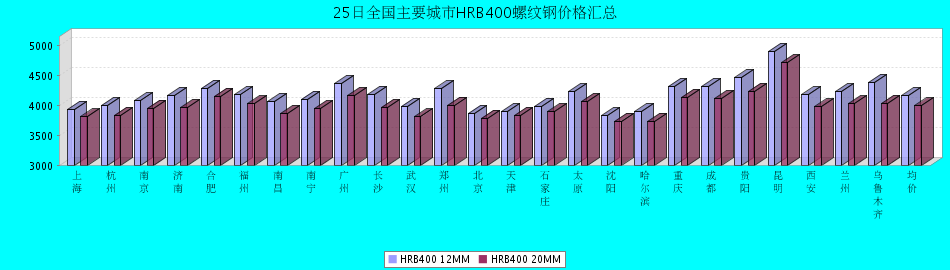 25日全国主要城市HRB400螺纹钢价格汇总
5000
4500
4000
3500
3000
上海 杭州 南京 济南 合肥 福州 南昌 南宁 广州 长沙 武汉 郑州 北京 天津 石家庄 太原 沈阳 哈尔滨 重庆 成都 贵阳 昆明 西安 兰州 乌鲁木齐 均价
HRB400 12MM HRB400 20MM